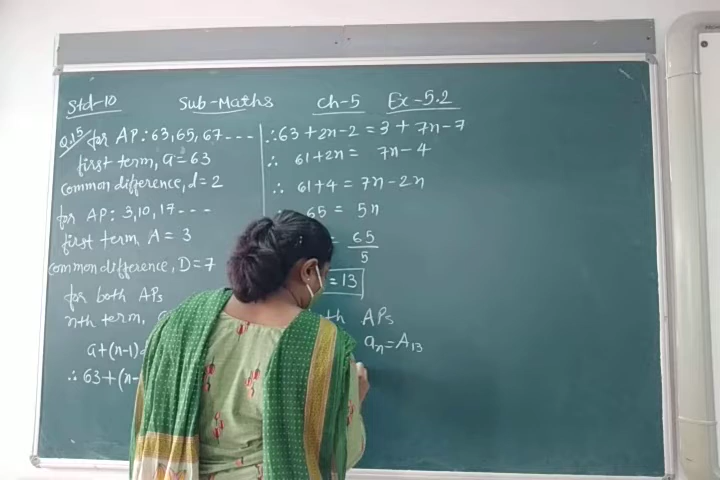 Std-10 Sub-Maths Ch-5 Ex-5.2
Q.15 for AP: 63, 65, 67 - - -
first term, a = 63
common difference, d = 2
for AP: 3, 10, 17 - - -
first term, A = 3
common difference, D = 7
for both APs
nth term,
a+(n-1)
∴ 63+(n-
∴ 63 + 2n - 2 = 3 + 7n - 7
∴ 61 + 2n = 7n - 4
∴ 61 + 4 = 7n - 2n
65 = 5n
= 65/5
= 13
APs
an = A13